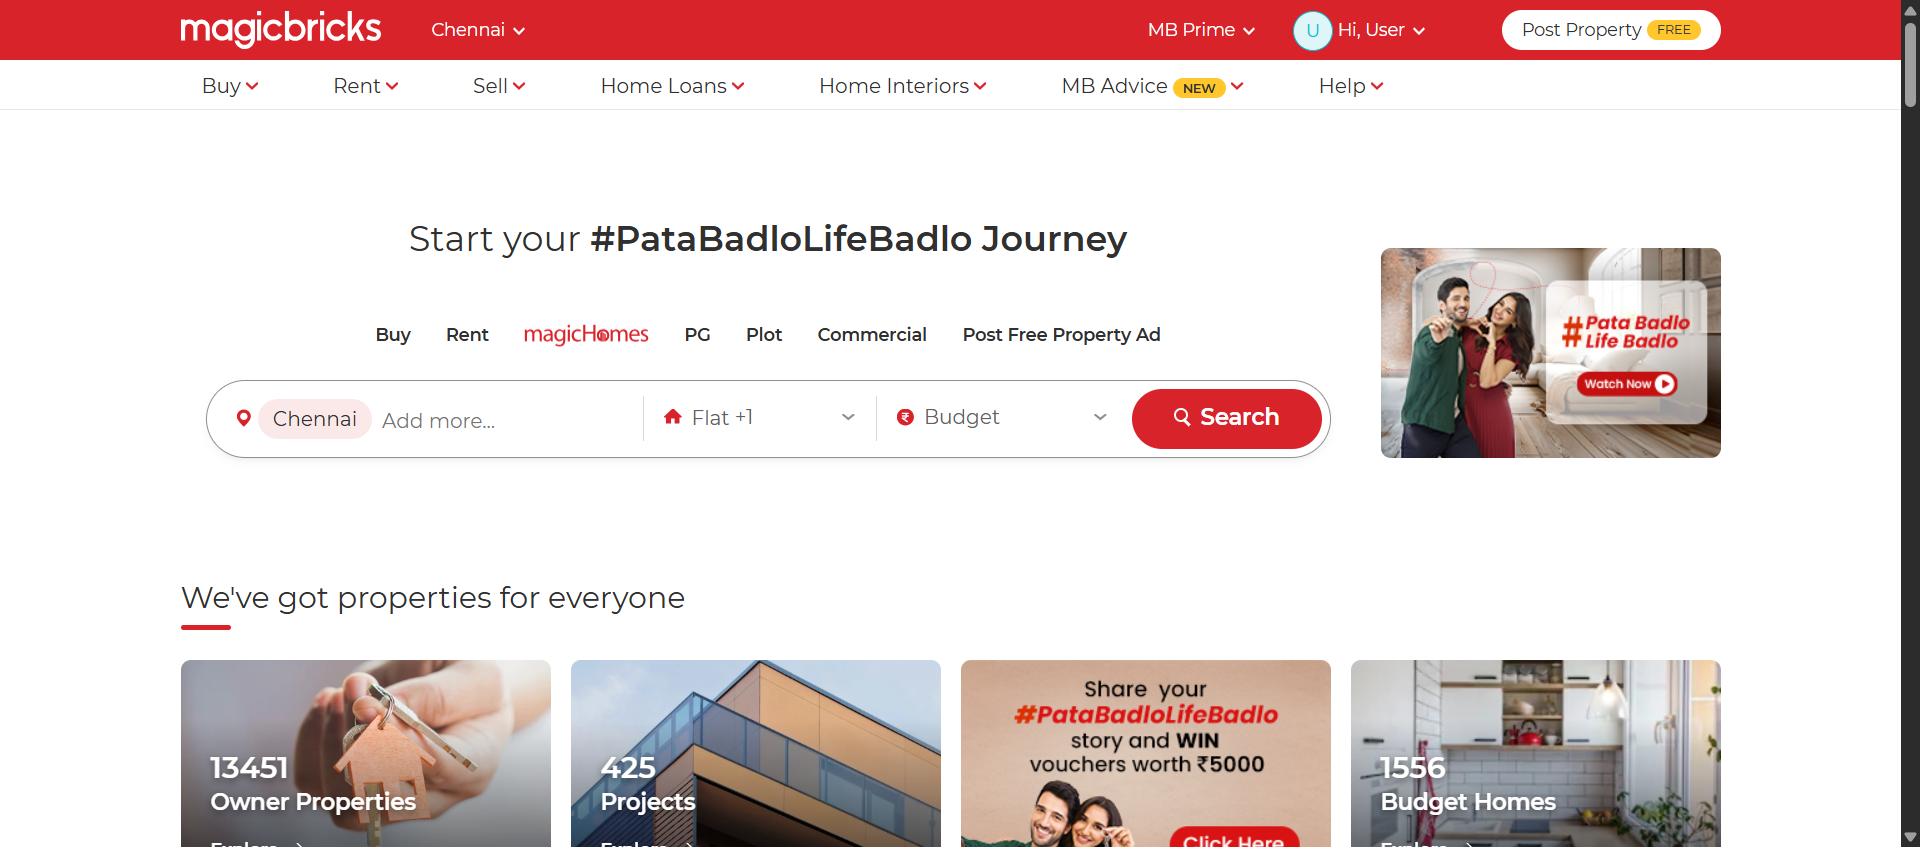 magicbricks
Chennai
MB Prime
U
Hi, User
Post Property FREE
Buy
Rent
Sell
Home Loans
Home Interiors
MB Advice NEW
Help
Start your #PataBadloLifeBadlo Journey
#Pata Badlo
Life Badlo
Watch Now
Buy
Rent
magicHomes
PG
Plot
Commercial
Post Free Property Ad
Chennai
Add more...
Flat +1
Budget
Search
We've got properties for everyone
13451
Owner Properties
Explore
425
Projects
Explore
Share your
#PataBadloLifeBadlo
story and WIN
vouchers worth ₹5000
Click Here
1556
Budget Homes
Explore